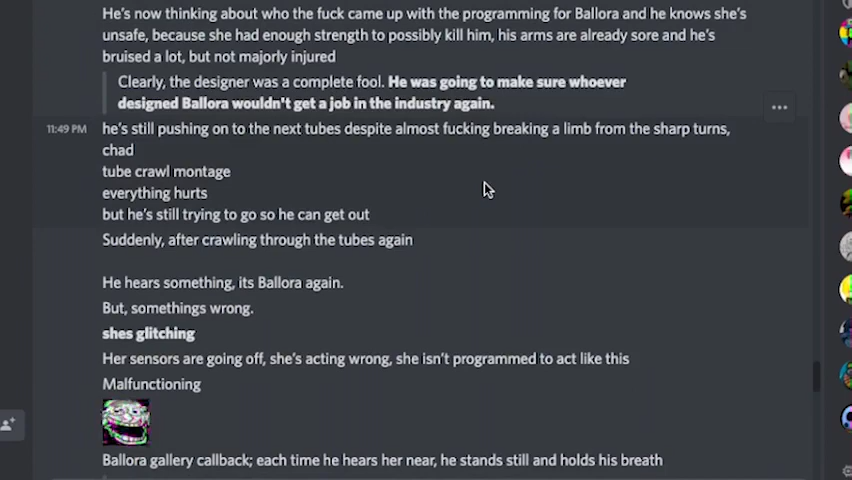 He's now thinking about who the fuck came up with the programming for Ballora and he knows she's
unsafe, because she had enough strength to possibly kill him, his arms are already sore and he's
bruised a lot, but not majorly injured
Clearly, the designer was a complete fool. He was going to make sure whoever
designed Ballora wouldn't get a job in the industry again.
11:49 PM he's still pushing on to the next tubes despite almost fucking breaking a limb from the sharp turns,
chad
tube crawl montage
everything hurts
but he's still trying to go so he can get out
Suddenly, after crawling through the tubes again
He hears something, its Ballora again.
But, somethings wrong.
shes glitching
Her sensors are going off, she's acting wrong, she isn't programmed to act like this
Malfunctioning
Ballora gallery callback; each time he hears her near, he stands still and holds his breath